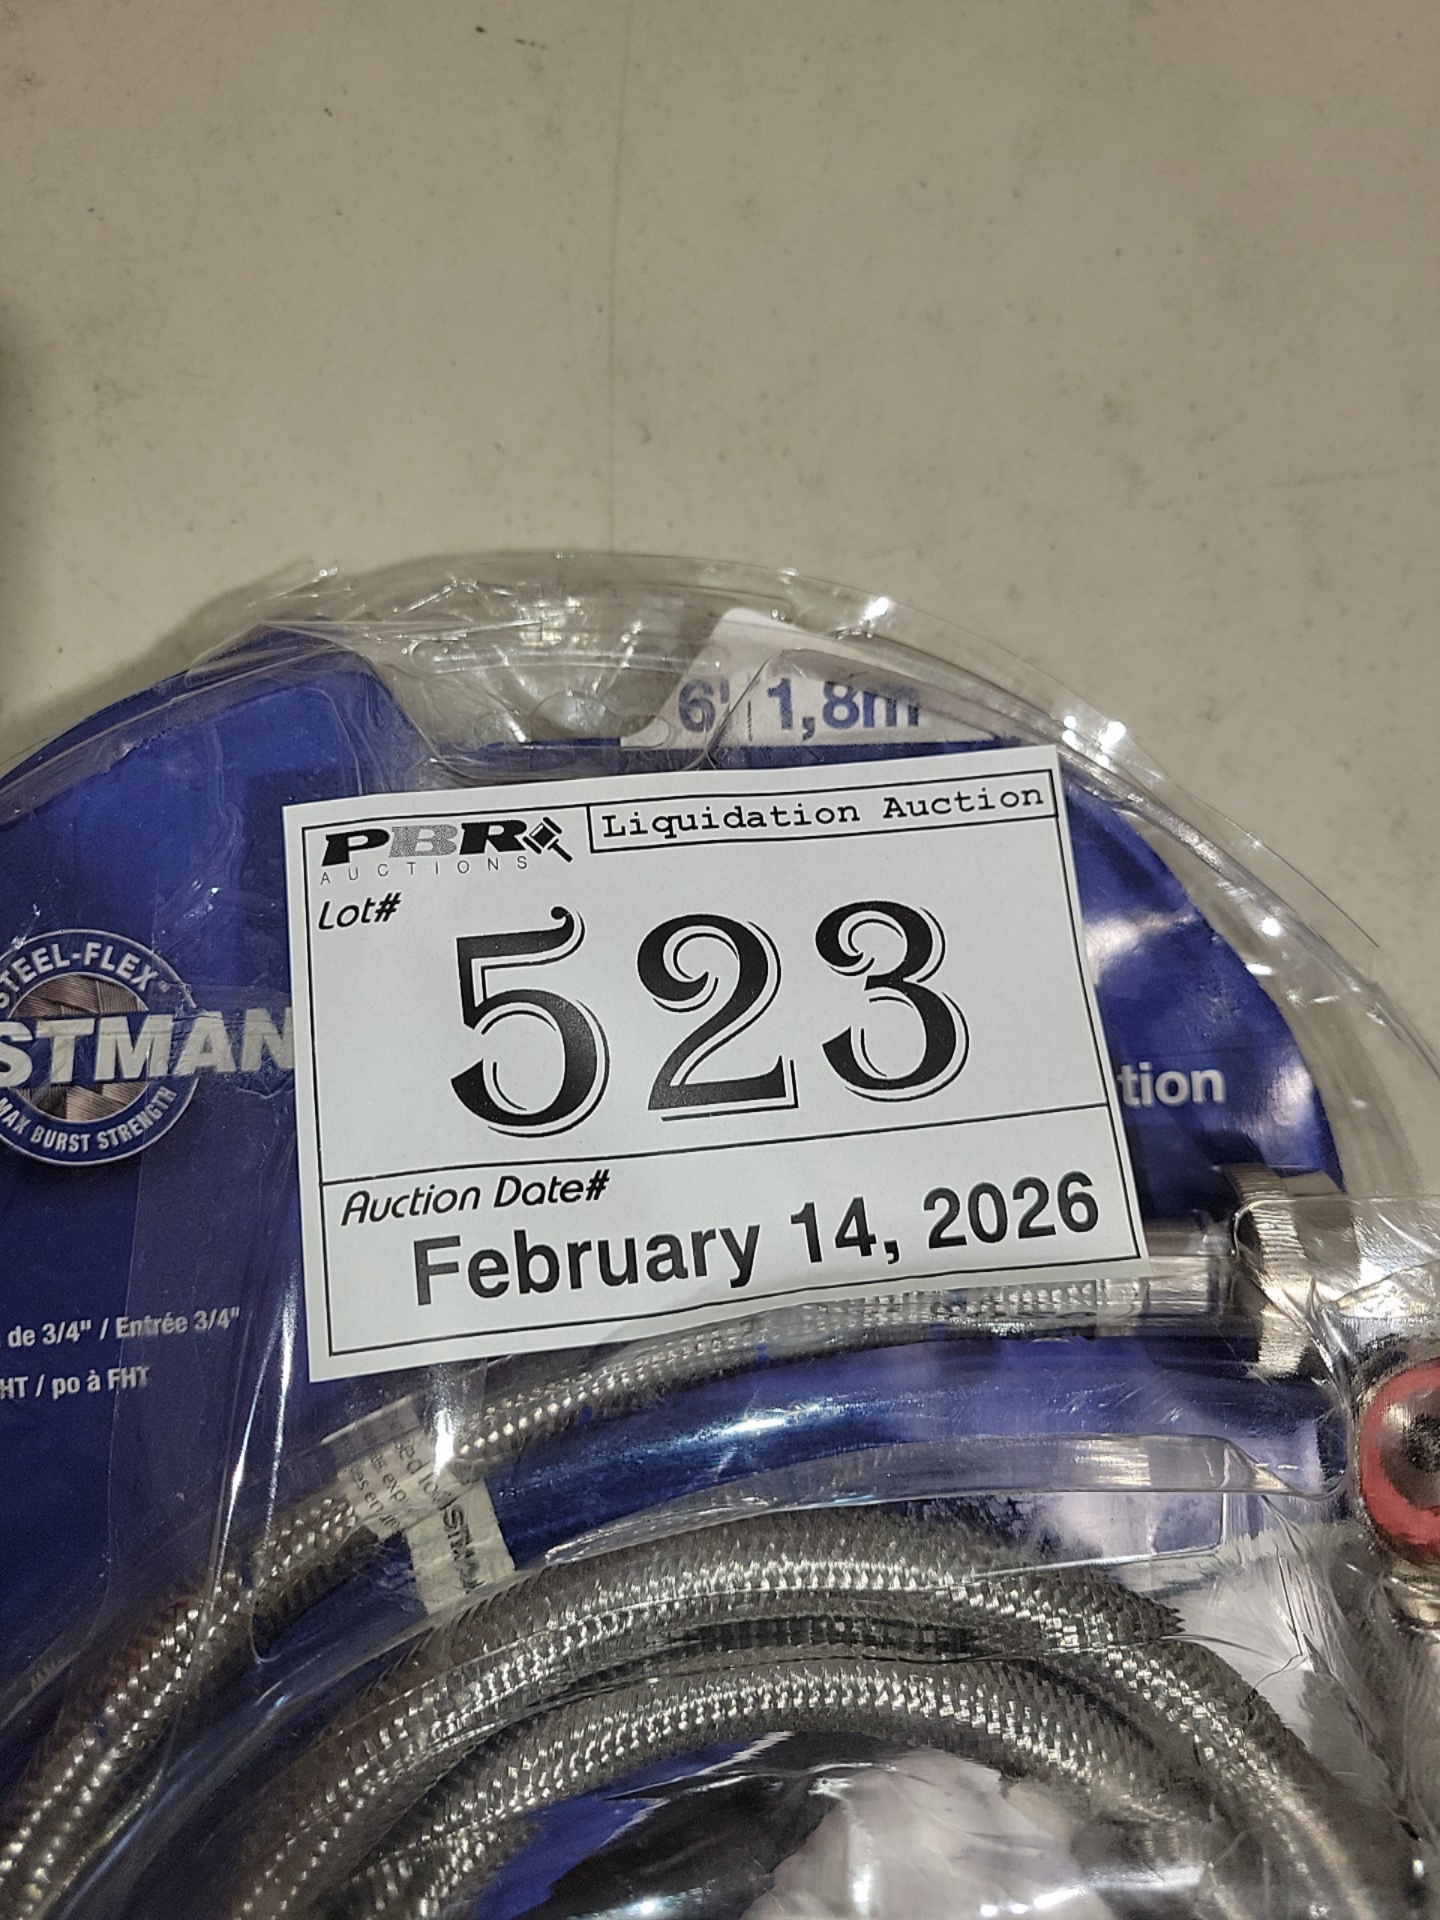 6' 1,8m
PBR
AUCTIONS
Liquidation Auction
Lot#
523
STEEL-FLEX
STMAN
MAX BURST STRENGTH
tion
Auction Date#
February 14, 2026
de 3/4" / Entrée 3/4"
HT / po à FHT